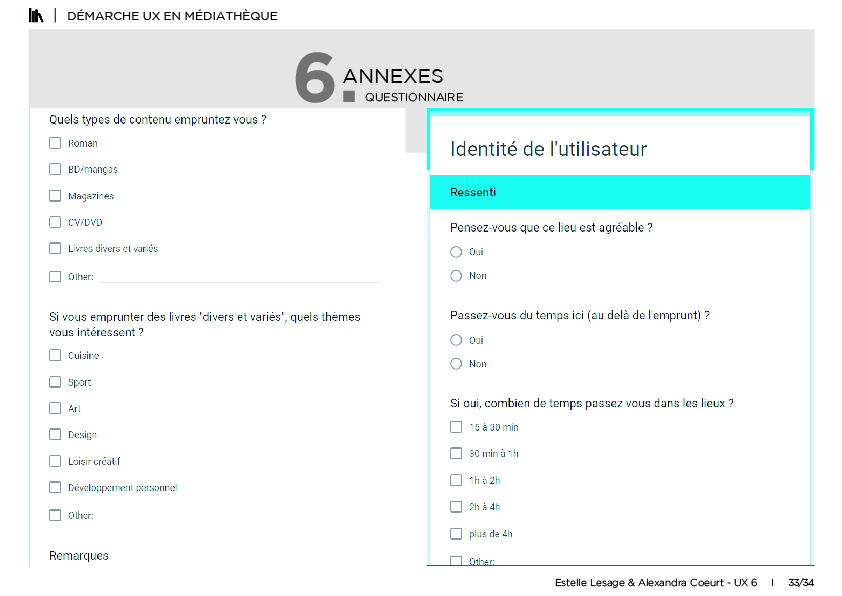 DÉMARCHE UX EN MÉDIATHÈQUE
6.
ANNEXES
QUESTIONNAIRE
Quels types de contenu empruntez vous ?
Roman
BD/mangas
Magazines
CV/DVD
Livres divers et variés
Other:
Si vous emprunter des livres "divers et variés", quels thèmes
vous intéressent ?
Cuisine
Sport
Art
Design
Loisir créatif
Développement personnel
Other:
Remarques
Identité de l'utilisateur
Ressenti
Pensez-vous que ce lieu est agréable ?
Oui
Non
Passez-vous du temps ici (au delà de l'emprunt) ?
Oui
Non
Si oui, combien de temps passez vous dans les lieux ?
15 à 30 min
30 min à 1h
1h à 2h
2h à 4h
plus de 4h
Other:
Estelle Lesage & Alexandra Coeurt - UX 6 | 33/34